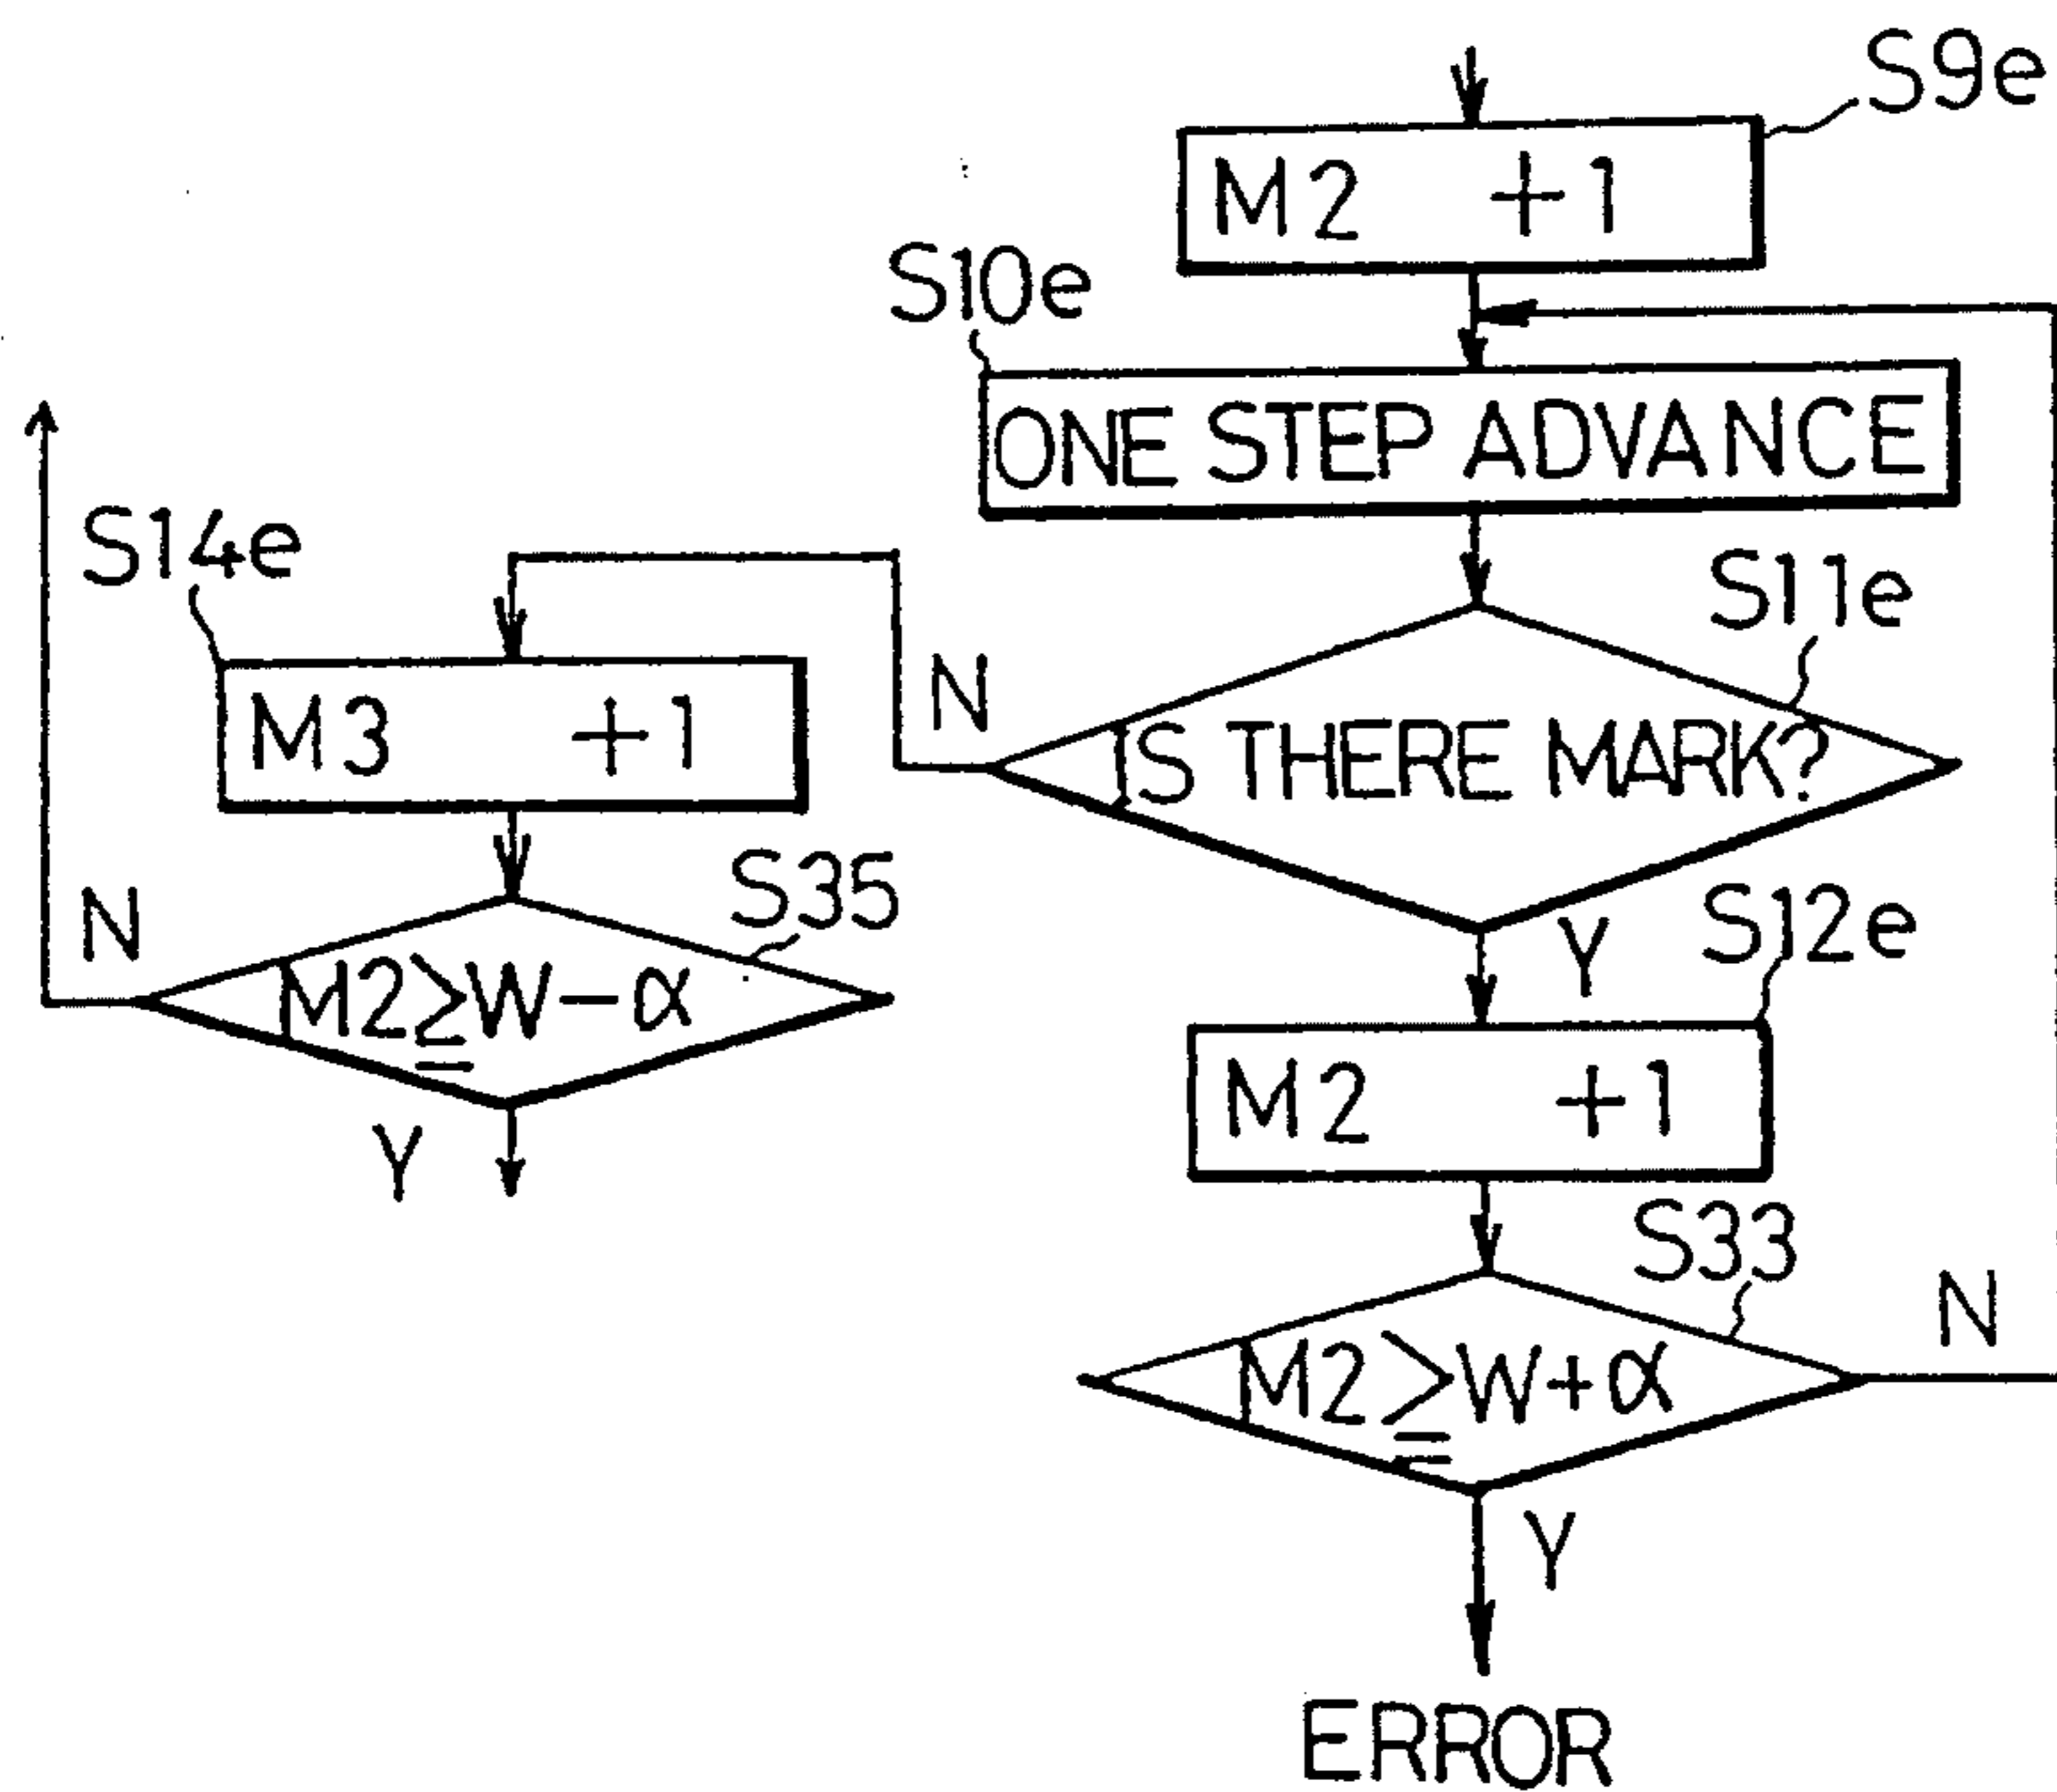 S9e
M2 +1
S10e
ONE STEP ADVANCE
S14e
S11e
N
M3 +1
IS THERE MARK?
S35
N
Y
S12e
M2≧W-α
M2 +1
Y
S33
N
M2≧W+α
Y
ERROR